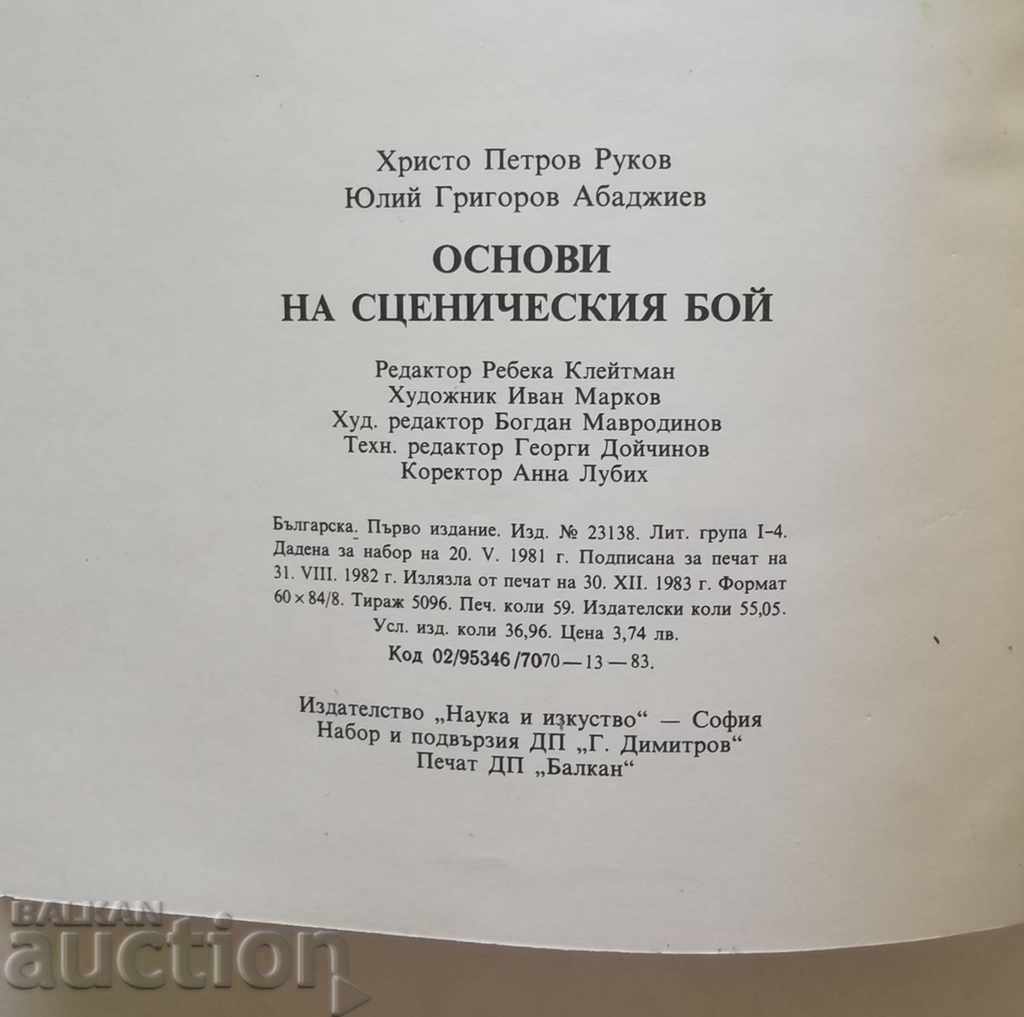 Христо Петров Руков
Юлий Григоров Абаджиев
ОСНОВИ
НА СЦЕНИЧЕСКИЯ БОЙ
Редактор Ребека Клейтман
Художник Иван Марков
Худ. редактор Богдан Мавродинов
Техн. редактор Георги Дойчинов
Коректор Анна Лубих
Българска. Първо издание. Изд. № 23138. Лит. група I–4.
Дадена за набор на 20. V. 1981 г. Подписана за печат на
31. VIII. 1982 г. Излязла от печат на 30. XII. 1983 г. Формат
60×84/8. Тираж 5096. Печ. коли 59. Издателски коли 55,05.
Усл. изд. коли 36,96. Цена 3,74 лв.
Код 02/95346/7070—13—83.
Издателство „Наука и изкуство“ — София
Набор и подвързия ДП „Г. Димитров“
Печат ДП „Балкан“
BALKAN
auction